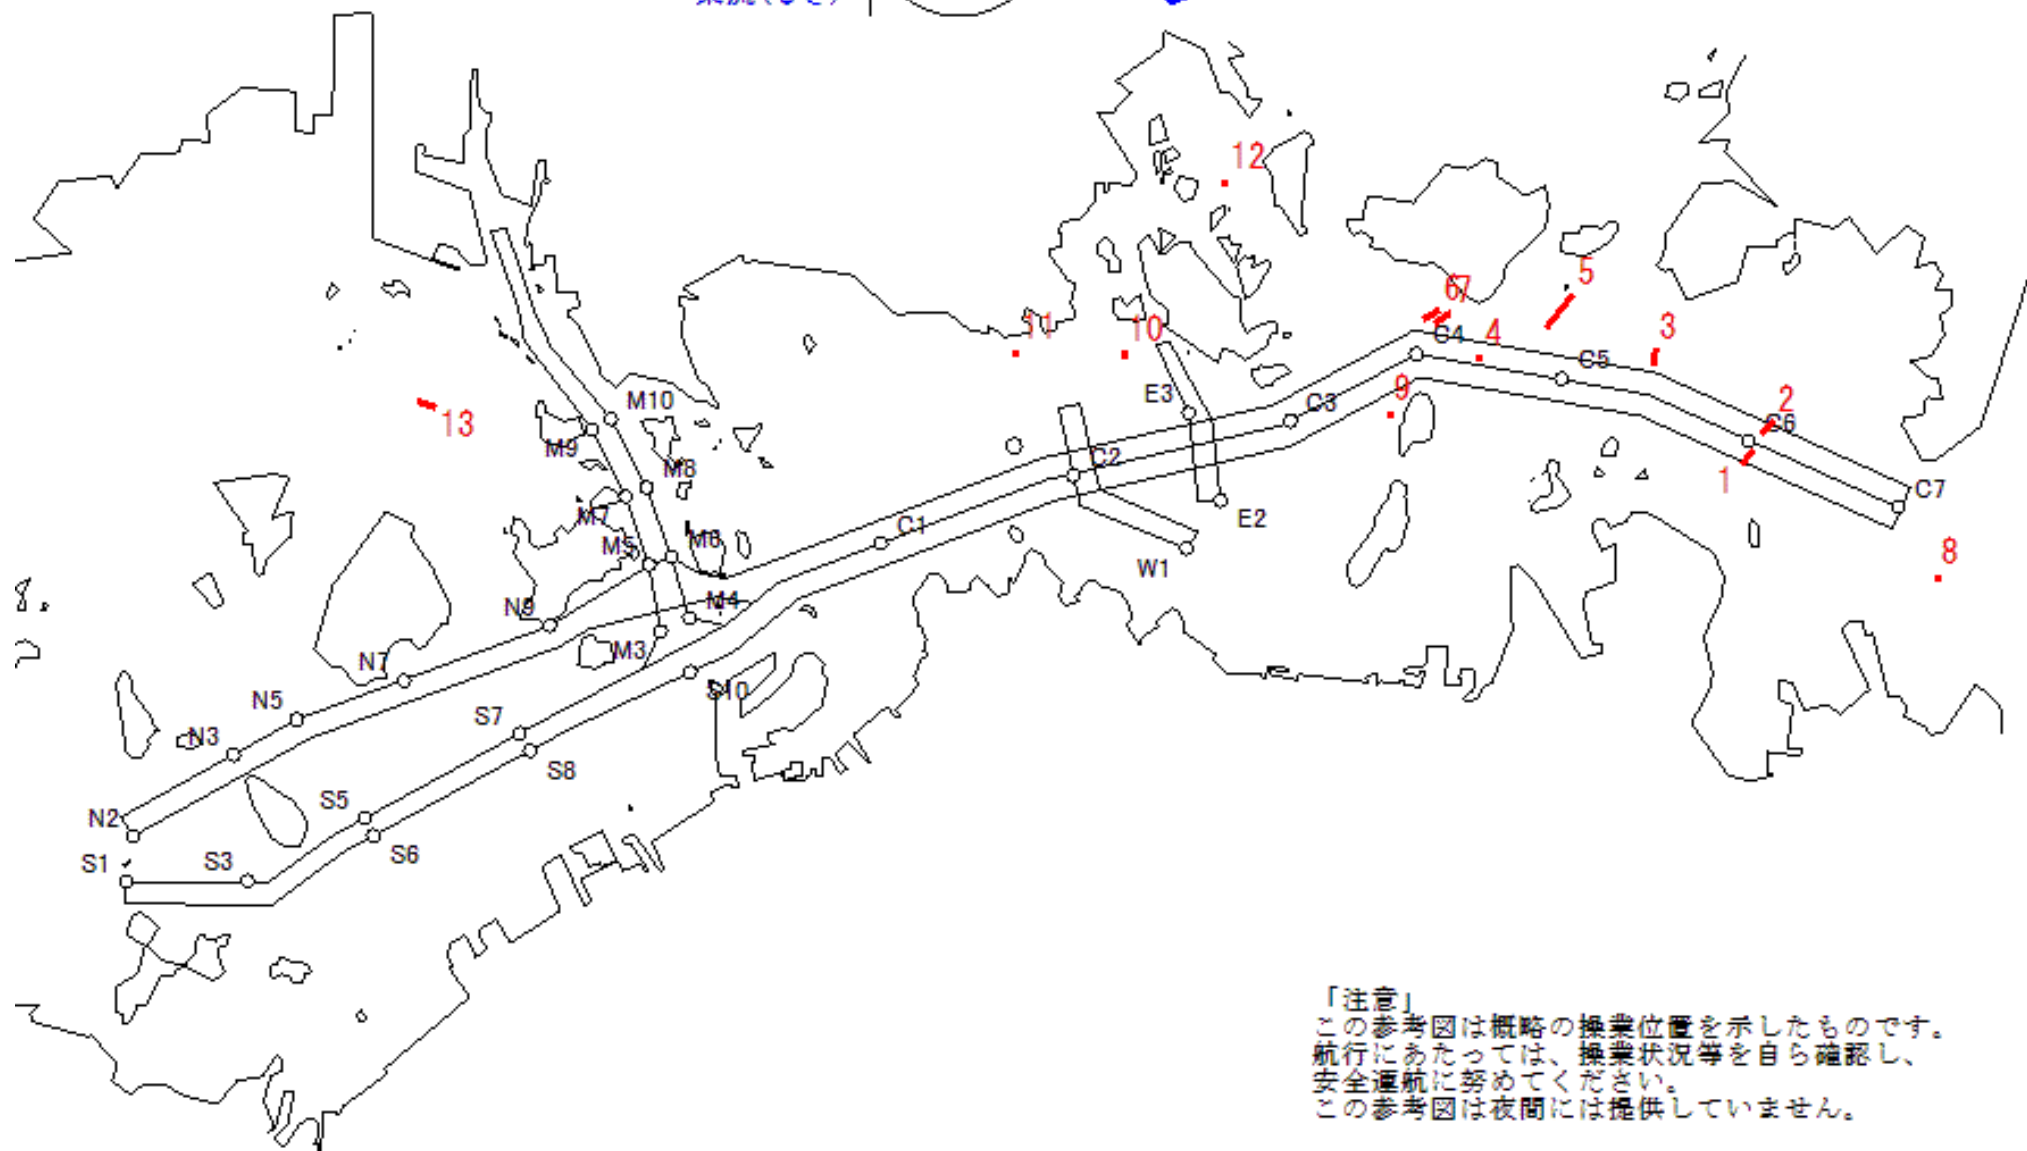 12
5
67
11
10
C4
4
3
C5
E3
M10
9
C3
2
C6
13
M9
M8
C2
1
C7
M7
C1
E2
M5
M6
W1
8
N9
M4
M3
N7
S10
N5
S7
N3
S8
S5
N2
S6
S1
S3
「注意」
この参考図は概略の操業位置を示したものです。
航行にあたっては、操業状況等を自ら確認し、
安全運航に努めてください。
この参考図は夜間には提供していません。